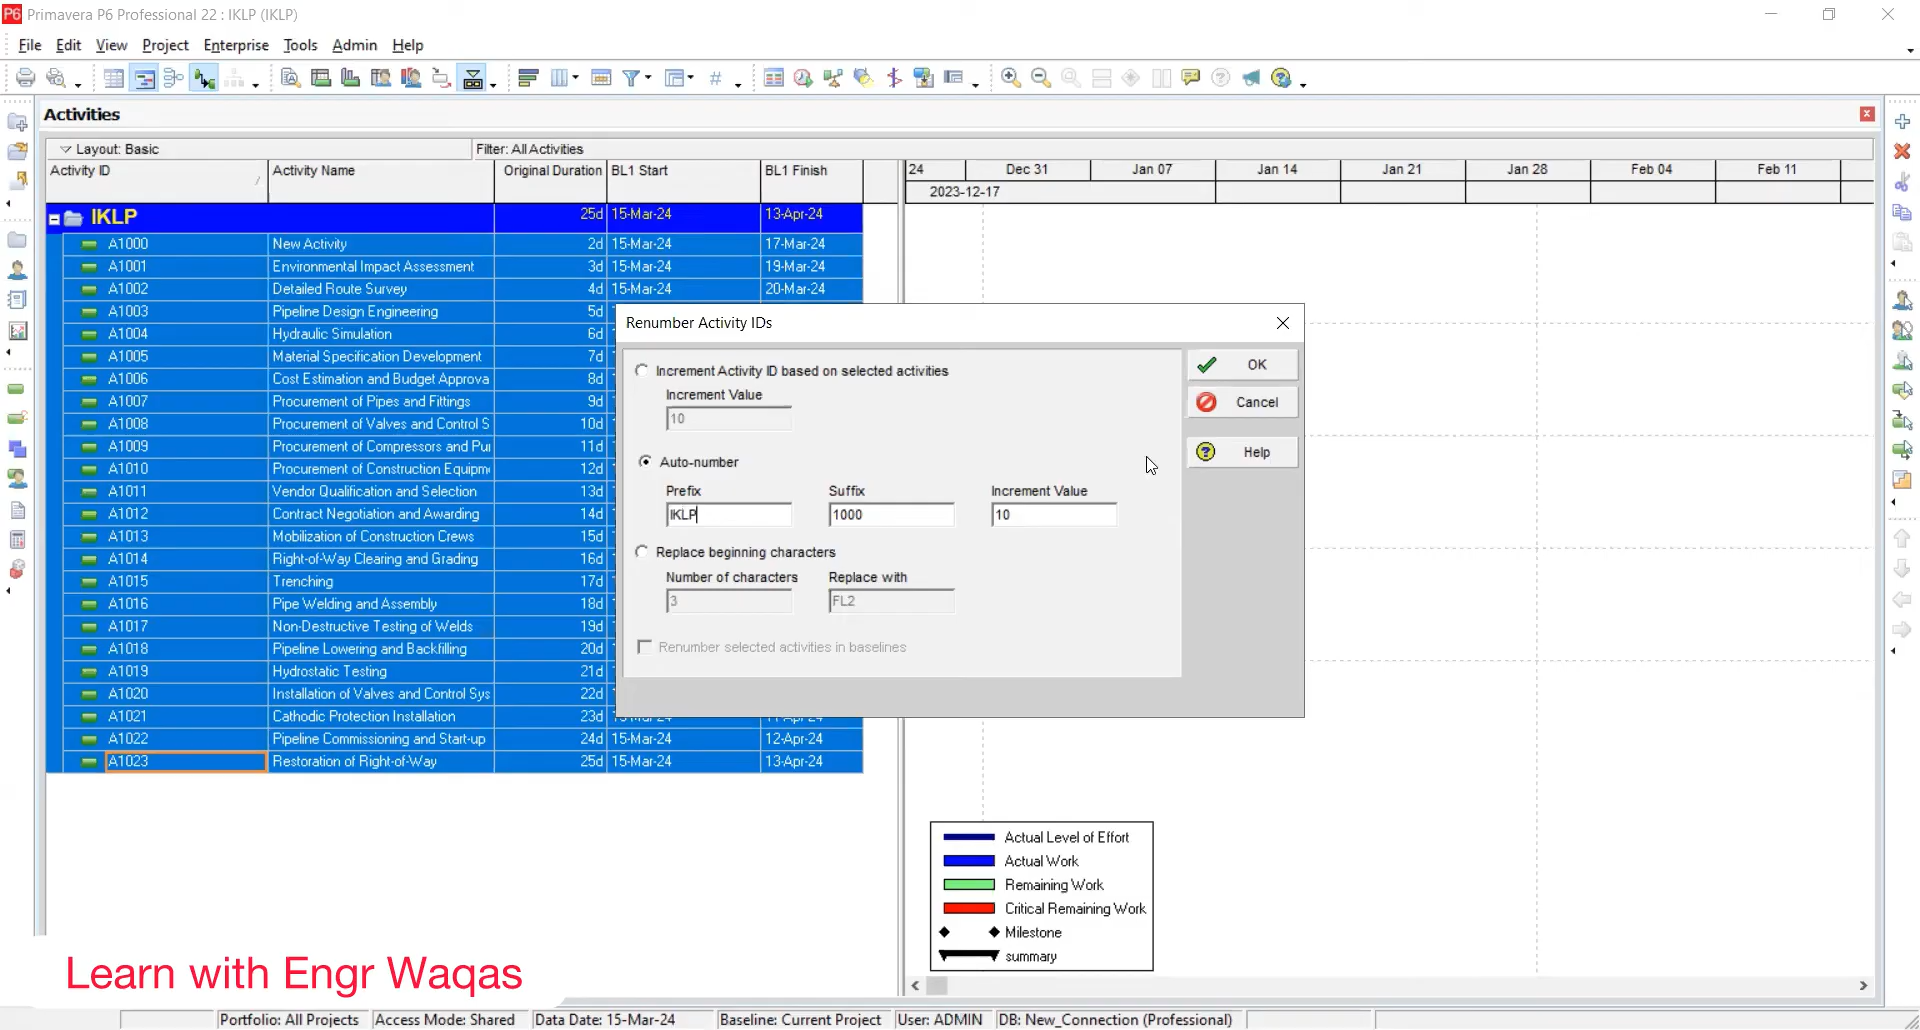 P6 Primavera P6 Professional 22 : IKLP (IKLP)
File Edit View Project Enterprise Tools Admin Help
Activities
Layout: Basic Filter: All Activities
Activity ID Activity Name Original Duration BL1 Start BL1 Finish
24 Dec 31 Jan 07 Jan 14 Jan 21 Jan 28 Feb 04 Feb 11
2023-12-17
IKLP 25d 15-Mar-24 13-Apr-24
A1000 New Activity 2d 15-Mar-24 17-Mar-24
A1001 Environmental Impact Assessment 3d 15-Mar-24 19-Mar-24
A1002 Detailed Route Survey 4d 15-Mar-24 20-Mar-24
A1003 Pipeline Design Engineering 5d
A1004 Hydraulic Simulation 6d
A1005 Material Specification Development 7d
A1006 Cost Estimation and Budget Approva 8d
A1007 Procurement of Pipes and Fittings 9d
A1008 Procurement of Valves and Control S 10d
A1009 Procurement of Compressors and Pur 11d
A1010 Procurement of Construction Equipm 12d
A1011 Vendor Qualification and Selection 13d
A1012 Contract Negotiation and Awarding 14d
A1013 Mobilization of Construction Crews 15d
A1014 Right-of-Way Clearing and Grading 16d
A1015 Trenching 17d
A1016 Pipe Welding and Assembly 18d
A1017 Non-Destructive Testing of Welds 19d
A1018 Pipeline Lowering and Backfilling 20d
A1019 Hydrostatic Testing 21d
A1020 Installation of Valves and Control Sys 22d
A1021 Cathodic Protection Installation 23d
A1022 Pipeline Commissioning and Start-up 24d 15-Mar-24 12-Apr-24
A1023 Restoration of Right-of-Way 25d 15-Mar-24 13-Apr-24
Renumber Activity IDs
Increment Activity ID based on selected activities
Increment Value
10
Auto-number
Prefix Suffix Increment Value
IKLP 1000 10
Replace beginning characters
Number of characters Replace with
3 FL2
Renumber selected activities in baselines
OK
Cancel
Help
Actual Level of Effort
Actual Work
Remaining Work
Critical Remaining Work
Milestone
summary
Learn with Engr Waqas
Portfolio: All Projects Access Mode: Shared Data Date: 15-Mar-24 Baseline: Current Project User: ADMIN DB: New_Connection (Professional)